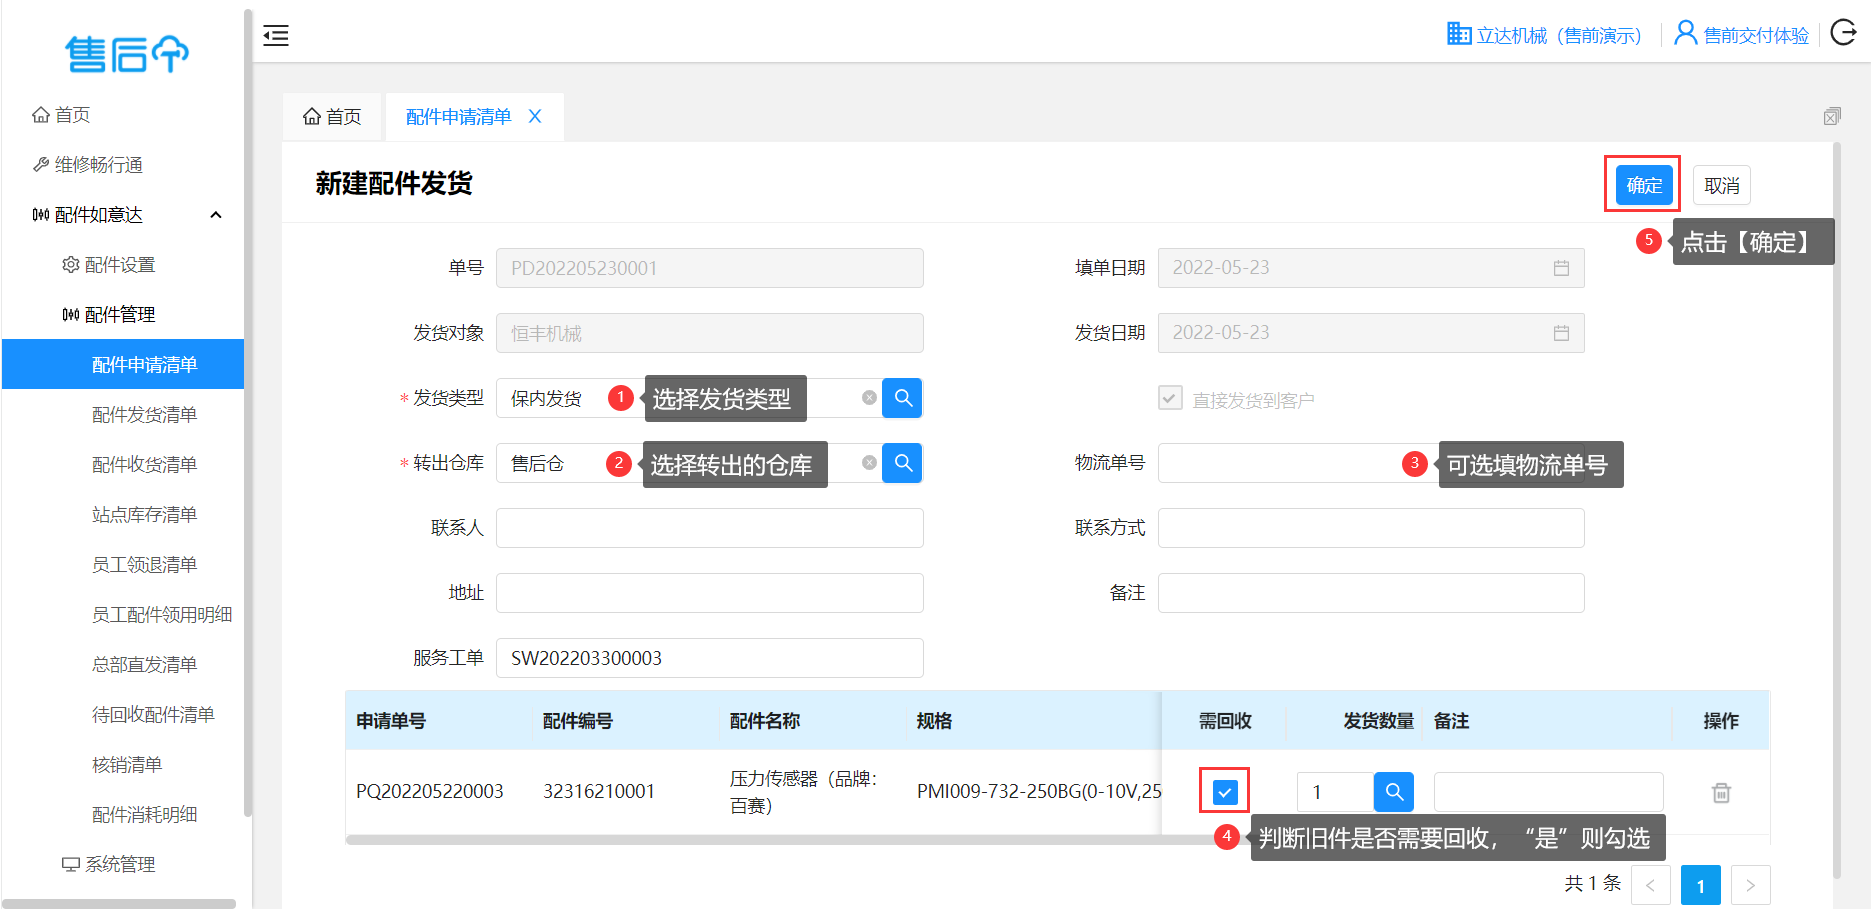 售后
立达机械（售前演示）
售前交付体验
首页
维修畅行通
配件如意达
配件设置
配件管理
配件申请清单
配件发货清单
配件收货清单
站点库存清单
员工领退清单
员工配件领用明细
总部直发清单
待回收配件清单
核销清单
配件消耗明细
系统管理
首页
配件申请清单 X
新建配件发货
确定
取消
5 点击【确定】
单号 PD202205230001
填单日期 2022-05-23
发货对象 恒丰机械
发货日期 2022-05-23
* 发货类型 保内发货
1 选择发货类型
直接发货到客户
* 转出仓库 售后仓
2 选择转出的仓库
物流单号
3 可选填物流单号
联系人
联系方式
地址
备注
服务工单 SW202203300003
申请单号 配件编号 配件名称 规格 需回收 发货数量 备注 操作
PQ202205220003 32316210001 压力传感器（品牌：
百赛） PMI009-732-250BG(0-10V,25 1
4 判断旧件是否需要回收，“是”则勾选
共 1 条 < 1 >